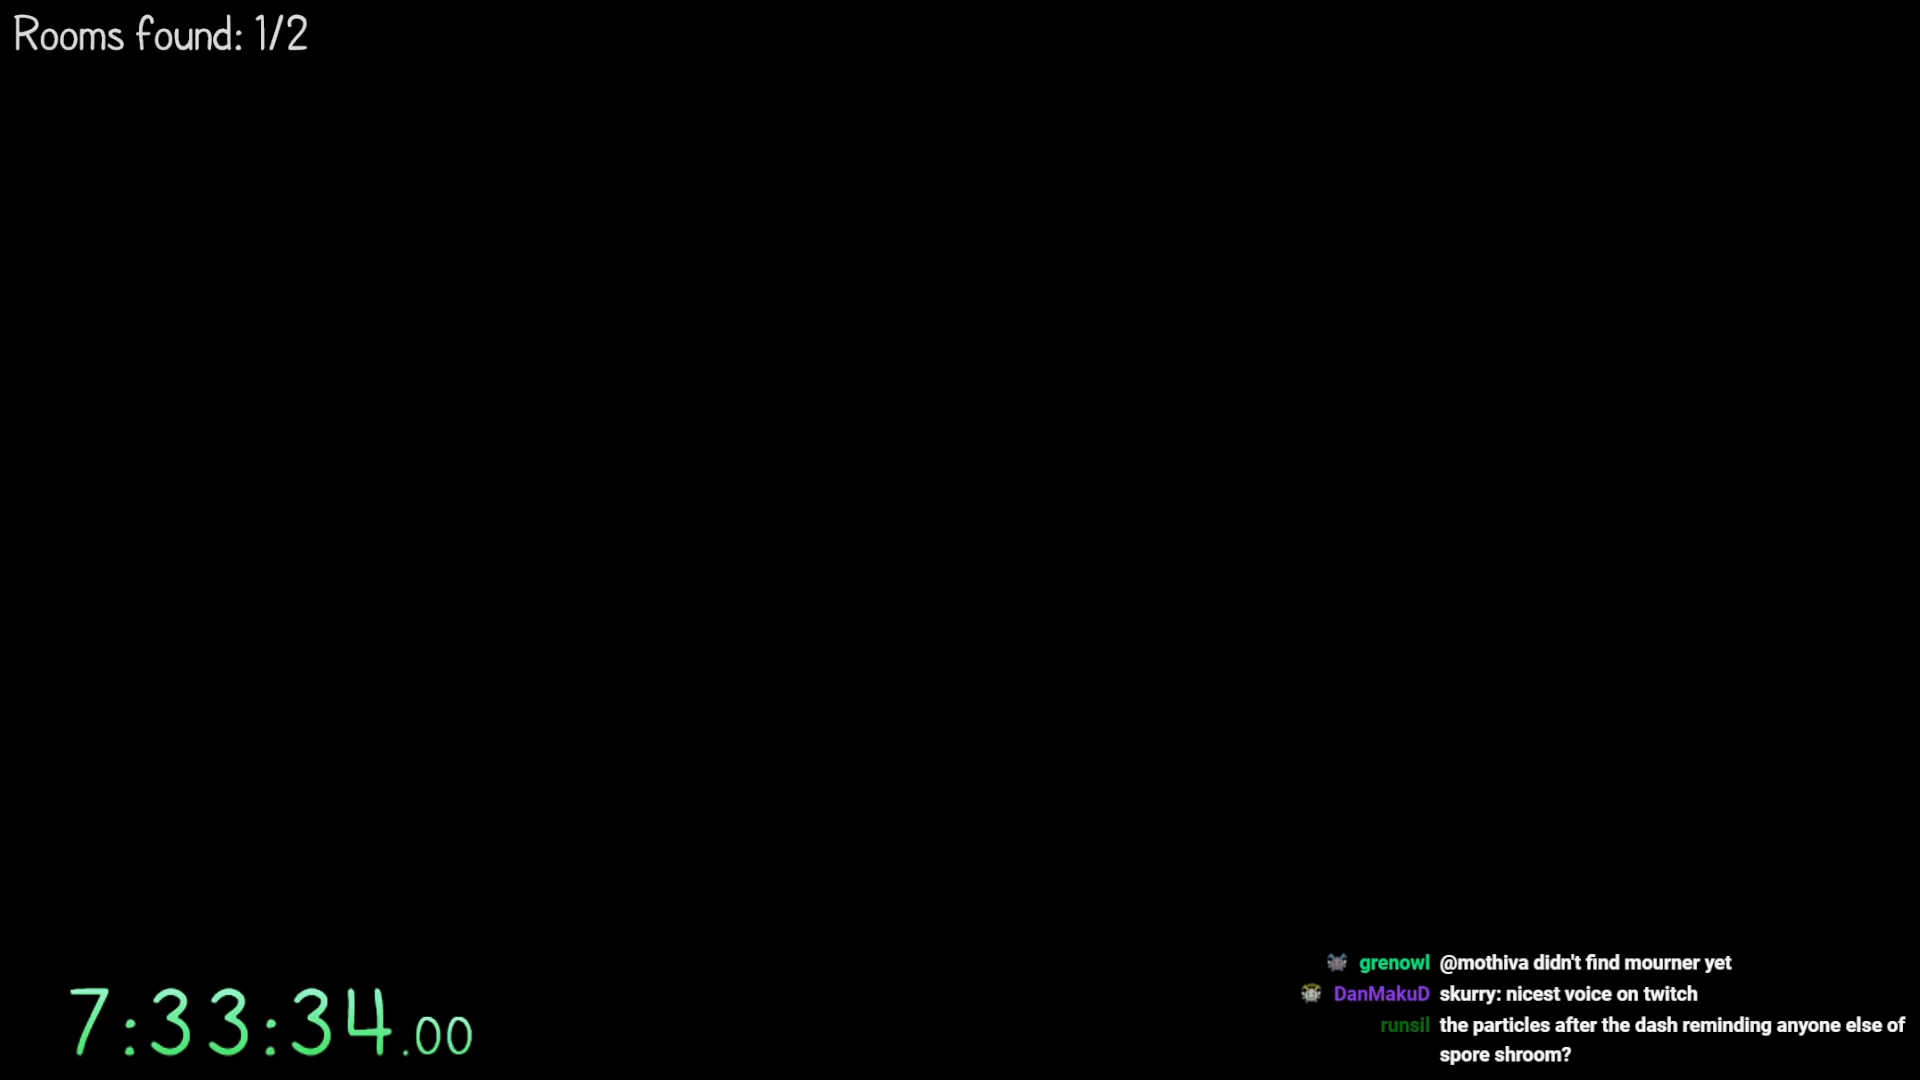 Rooms found: 1/2
grenowl @mothiva didn't find mourner yet
DanMakuD skurry: nicest voice on twitch
runsil the particles after the dash reminding anyone else of
spore shroom?
7:33:34.00